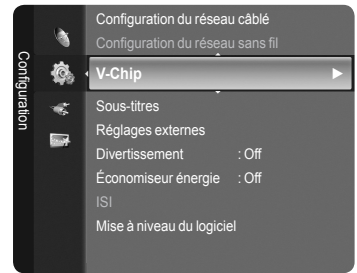 Configuration
Configuration du réseau câblé
Configuration du réseau sans fil
V-Chip
Sous-titres
Réglages externes
Divertissement : Off
Économiseur énergie : Off
ISI
Mise à niveau du logiciel